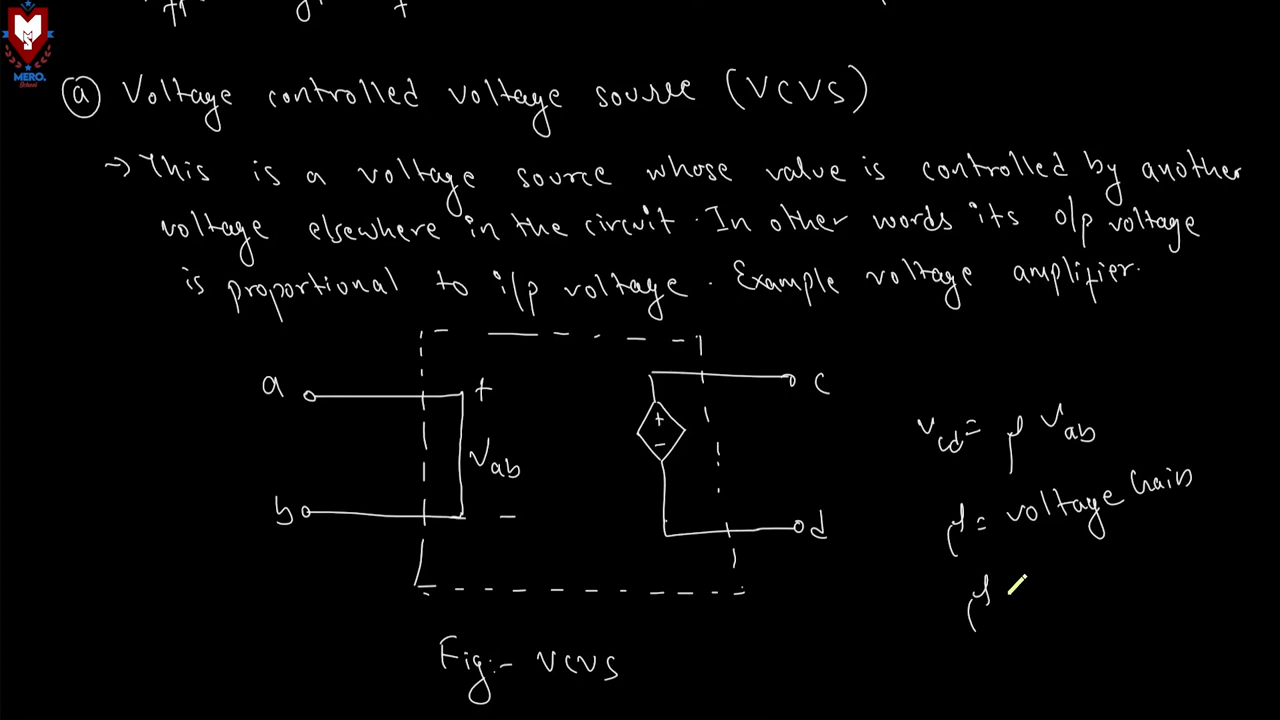 MERO.
School
(a) Voltage controlled voltage source (VCVS)
→ This is a voltage source whose value is controlled by another
voltage elsewhere in the circuit. In other words its o/p voltage
is proportional to i/p voltage. Example voltage amplifier.
a
+
c
+
-
Vab
Vcd = μ Vab
b
-
d
μ = voltage Gain
μ
Fig:- VCVS